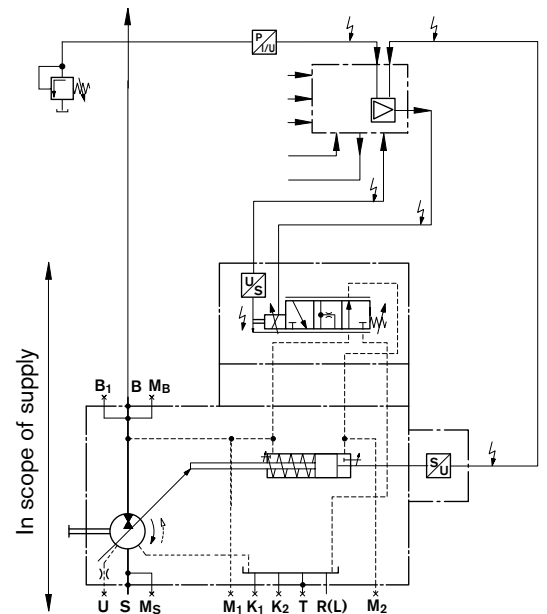 P
I/U
U
S
In scope of supply
B1 B MB
S
U
U S MS M1 K1 K2 T R(L) M2